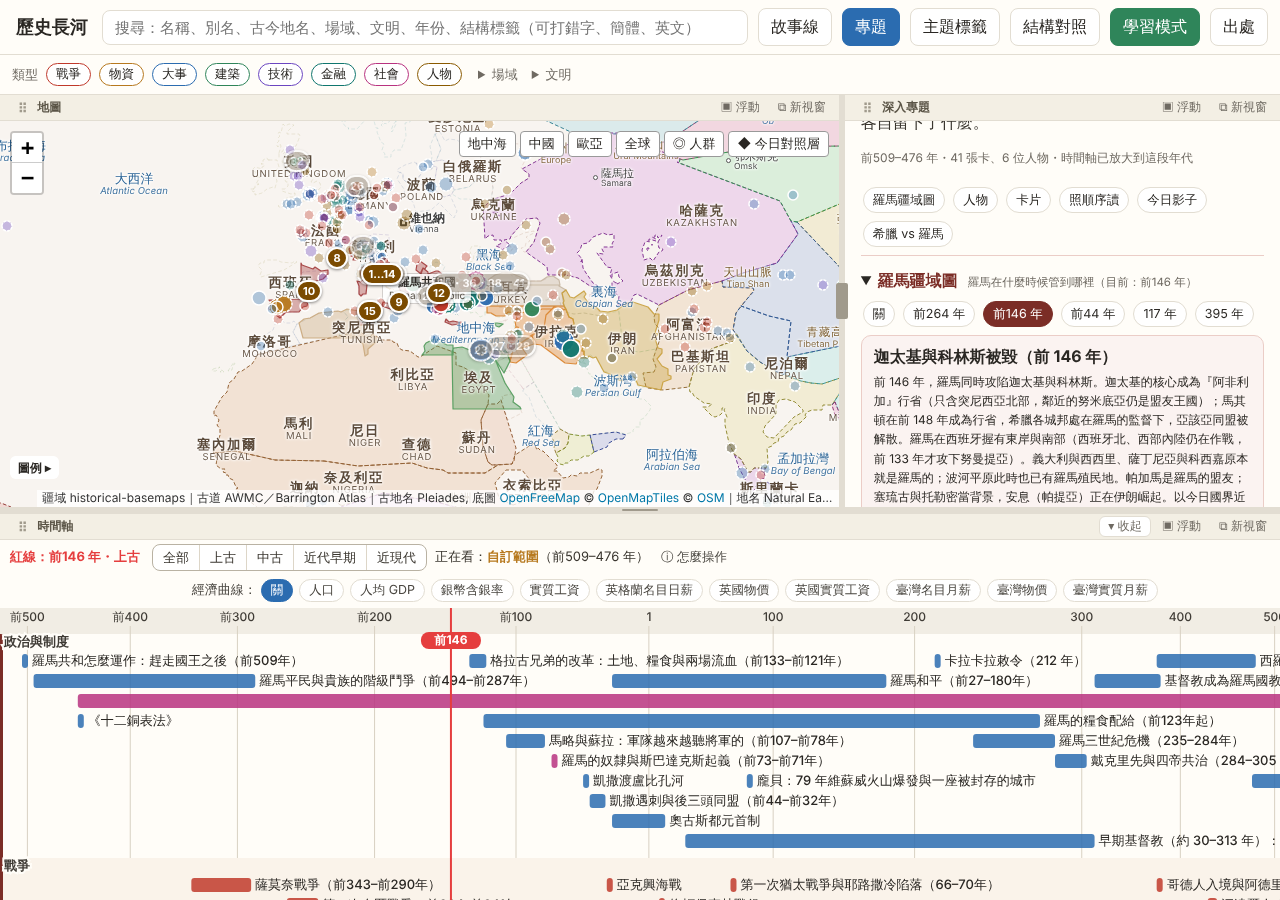 歷史長河
搜尋：名稱、別名、古今地名、場域、文明、年份、結構標籤（可打錯字、簡體、英文）
故事線
專題
主題標籤
結構對照
學習模式
出處
類型
戰爭
物資
大事
建築
技術
金融
社會
人物
▶ 場域
▶ 文明
⠿ 地圖
▣ 浮動
⧉ 新視窗
+
−
地中海
中國
歐亞
全球
◎ 人群
◆ 今日對照層
ESTONIA
大西洋
Atlantic Ocean
白俄羅斯
BELARUS
Europe
薩馬拉
Samara
鄂木斯克
Omsk
波蘭
POLAND
烏克蘭
UKRAINE
維也納
Vienna
哈薩克
KAZAKHSTAN
黑海
Black Sea
烏茲別克
UZBEKISTAN
天山山脈
Tian Shan
8
1…14
10
12
9
15
裏海
Caspian Sea
地中海
伊拉克
伊朗
IRAN
阿富汗
AFGHANISTAN
青藏高
Tibetan P
突尼西亞
TUNISIA
摩洛哥
MOROCCO
巴基斯坦
PAKISTAN
尼泊爾
NEPAL
利比亞
LIBYA
埃及
EGYPT
波斯灣
Persian Gulf
印度
INDIA
馬利
MALI
尼日
NIGER
查德
CHAD
蘇丹
SUDAN
紅海
Red Sea
塞內加爾
SENEGAL
阿拉伯海
Arabian Sea
孟加拉灣
Bay of Bengal
奈及利亞
迦納
衣索比亞
斯里蘭卡
圖例 ▸
疆域 historical-basemaps｜古道 AWMC／Barrington Atlas｜古地名 Pleiades, 底圖 OpenFreeMap © OpenMapTiles © OSM｜地名 Natural Ea…
⠿ 深入專題
▣ 浮動
⧉ 新視窗
各自留下了什麼。
前509–476 年・41 張卡、6 位人物・時間軸已放大到這段年代
羅馬疆域圖
人物
卡片
照順序讀
今日影子
希臘 vs 羅馬
▼ 羅馬疆域圖 羅馬在什麼時候管到哪裡（目前：前146 年）
關
前264 年
前146 年
前44 年
117 年
395 年
迦太基與科林斯被毀（前 146 年）
前 146 年，羅馬同時攻陷迦太基與科林斯。迦太基的核心成為『阿非利
加』行省（只含突尼西亞北部，鄰近的努米底亞仍是盟友王國）；馬其
頓在前 148 年成為行省，希臘各城邦處在羅馬的監督下，亞該亞同盟被
解散。羅馬在西班牙握有東岸與南部（西班牙北、西部內陸仍在作戰，
前 133 年才攻下努曼提亞）。義大利與西西里、薩丁尼亞與科西嘉原本
就是羅馬的；波河平原此時也已有羅馬殖民地。帕加馬是羅馬的盟友；
塞琉古與托勒密當背景，安息（帕提亞）正在伊朗崛起。以今日國界近
⠿ 時間軸
▾ 收起
▣ 浮動
⧉ 新視窗
紅線：前146 年・上古
全部
上古
中古
近代早期
近現代
正在看：自訂範圍（前509–476 年）
ⓘ 怎麼操作
經濟曲線：
關
人口
人均 GDP
銀幣含銀率
實質工資
英格蘭名目日薪
英國物價
英國實質工資
臺灣名目月薪
臺灣物價
臺灣實質月薪
前500
前400
前300
前200
前100
1
100
200
300
400
500
前146
政治與制度
羅馬共和怎麼運作：趕走國王之後（前509年）
格拉古兄弟的改革：土地、糧食與兩場流血（前133–前121年）
卡拉卡拉敕令（212 年）
西羅
羅馬平民與貴族的階級鬥爭（前494–前287年）
羅馬和平（前27–180年）
基督教成為羅馬國教
《十二銅表法》
羅馬的糧食配給（前123年起）
馬略與蘇拉：軍隊越來越聽將軍的（前107–前78年）
羅馬三世紀危機（235–284年）
羅馬的奴隸與斯巴達克斯起義（前73–前71年）
戴克里先與四帝共治（284–305
凱撒渡盧比孔河
龐貝：79 年維蘇威火山爆發與一座被封存的城市
凱撒遇刺與後三頭同盟（前44–前32年）
奧古斯都元首制
早期基督教（約 30–313 年）：
戰爭
薩莫奈戰爭（前343–前290年）
亞克興海戰
第一次猶太戰爭與耶路撒冷陷落（66–70年）
哥德人入境與阿德里